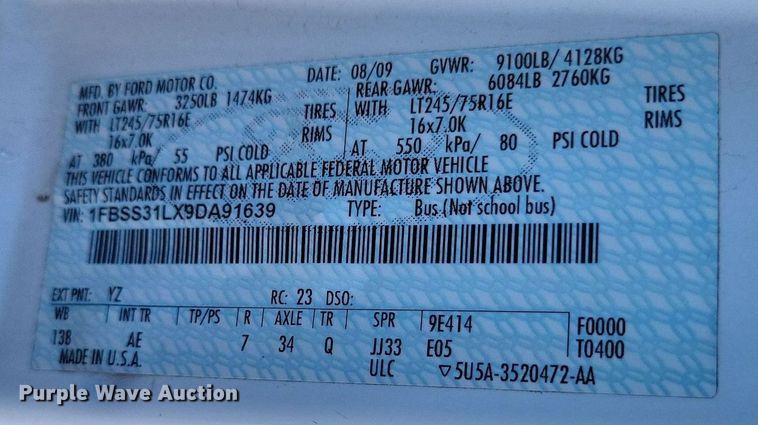 MFD. BY FORD MOTOR CO.
DATE: 08/09 GVWR: 9100LB/ 4128KG
FRONT GAWR: 3250LB 1474KG
REAR GAWR: 6084LB 2760KG
WITH LT245/75R16E TIRES
WITH LT245/75R16E TIRES
16x7.0K RIMS
16x7.0K RIMS
AT 380 kPa/ 55 PSI COLD
AT 550 kPa/ 80 PSI COLD
THIS VEHICLE CONFORMS TO ALL APPLICABLE FEDERAL MOTOR VEHICLE
SAFETY STANDARDS IN EFFECT ON THE DATE OF MANUFACTURE SHOWN ABOVE.
VIN: 1FBSS31LX9DA91639 TYPE: Bus (Not school bus)
EXT PNT: YZ RC: 23 DSO:
WB INT TR TP/PS R AXLE TR SPR 9E414 F0000
138 AE 7 34 Q JJ33 E05 T0400
MADE IN U.S.A. ULC ▽5U5A-3520472-AA
Purple Wave Auction